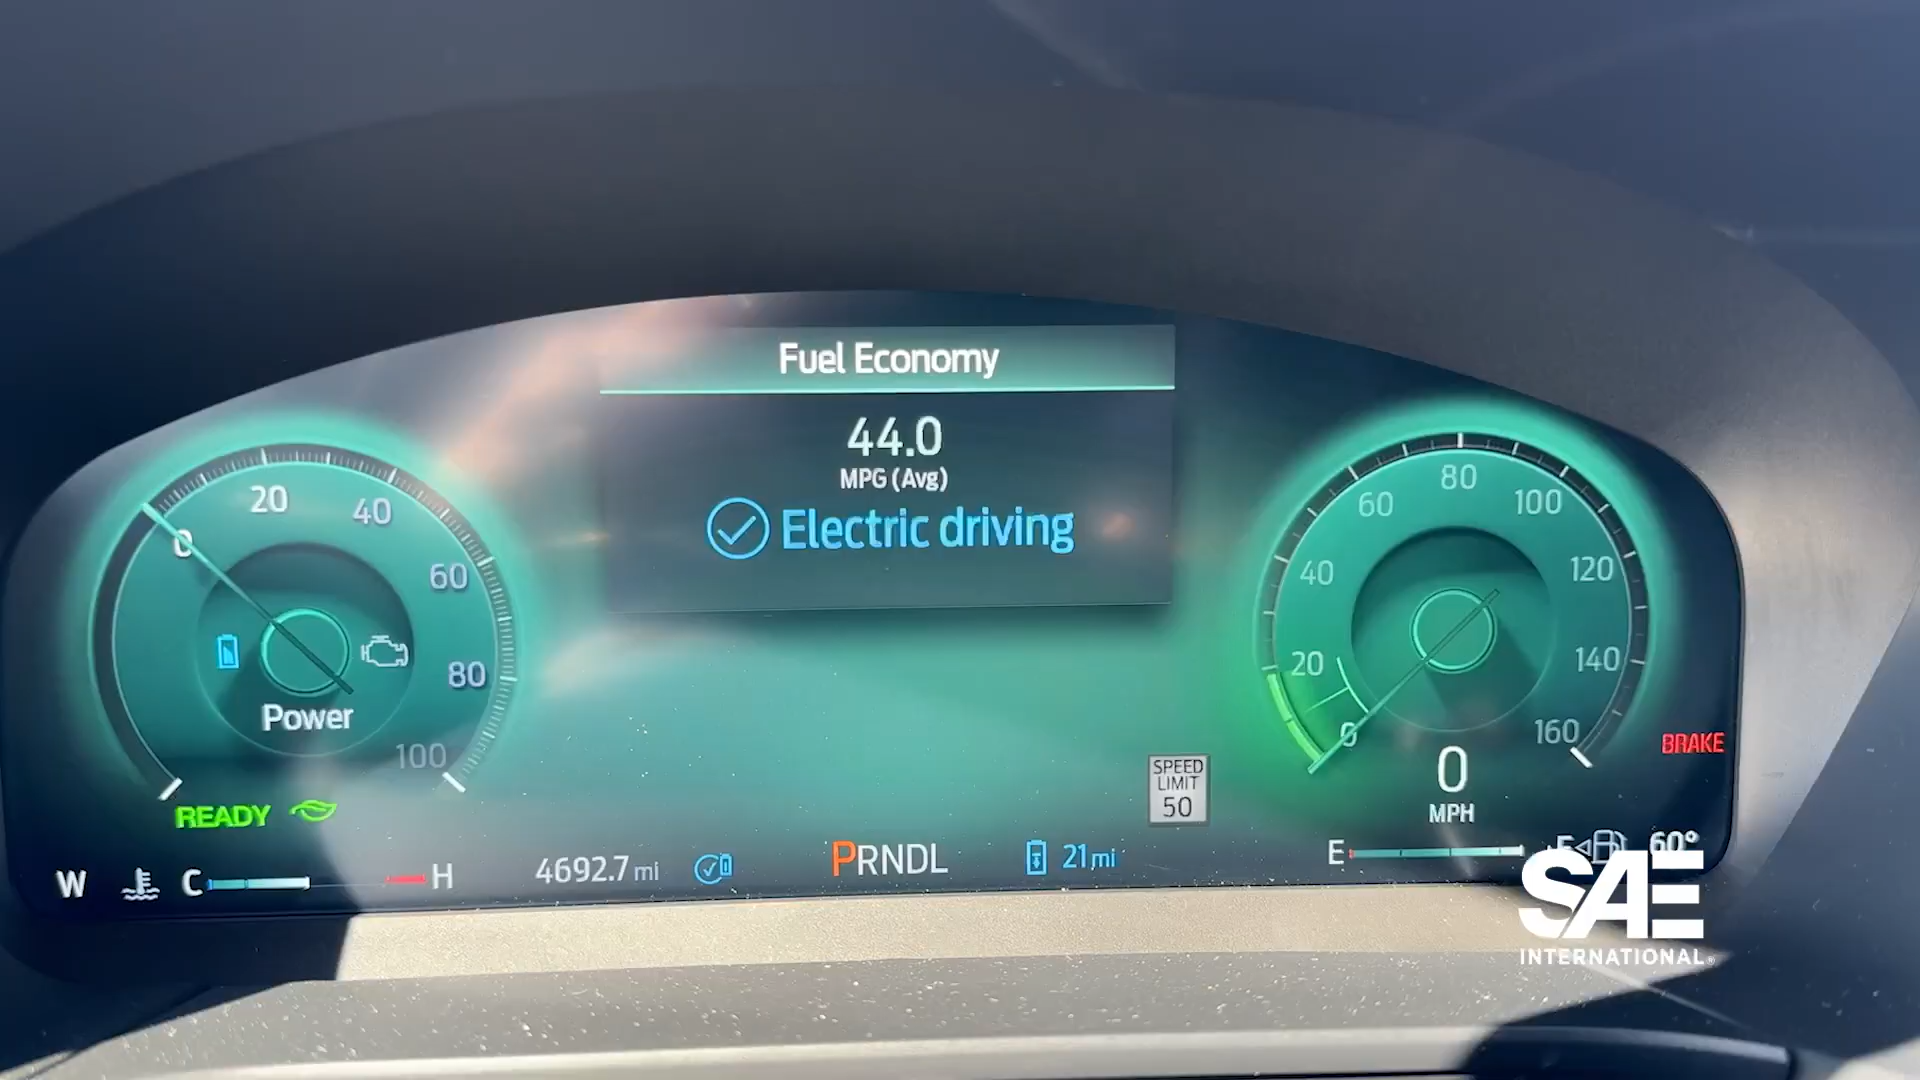 Fuel Economy
44.0
MPG (Avg)
Electric driving
0
20
40
60
80
100
Power
READY
0
20
40
60
80
100
120
140
160
0
MPH
BRAKE
SPEED
LIMIT
50
W
C
H
4692.7 mi
PRNDL
21 mi
E
F
60°
SAE
INTERNATIONAL®